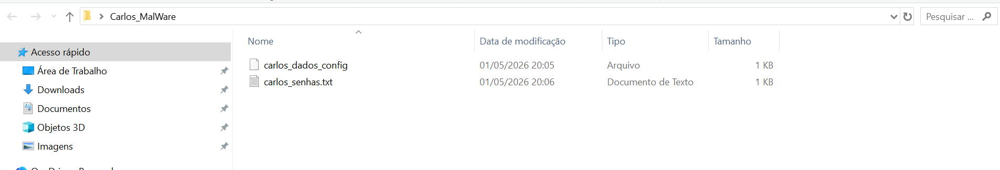 Carlos_MalWare
Pesquisar ...
Nome Data de modificação Tipo Tamanho
Acesso rápido
Área de Trabalho
Downloads
Documentos
Objetos 3D
Imagens
carlos_dados_config 01/05/2026 20:05 Arquivo 1 KB
carlos_senhas.txt 01/05/2026 20:06 Documento de Texto 1 KB